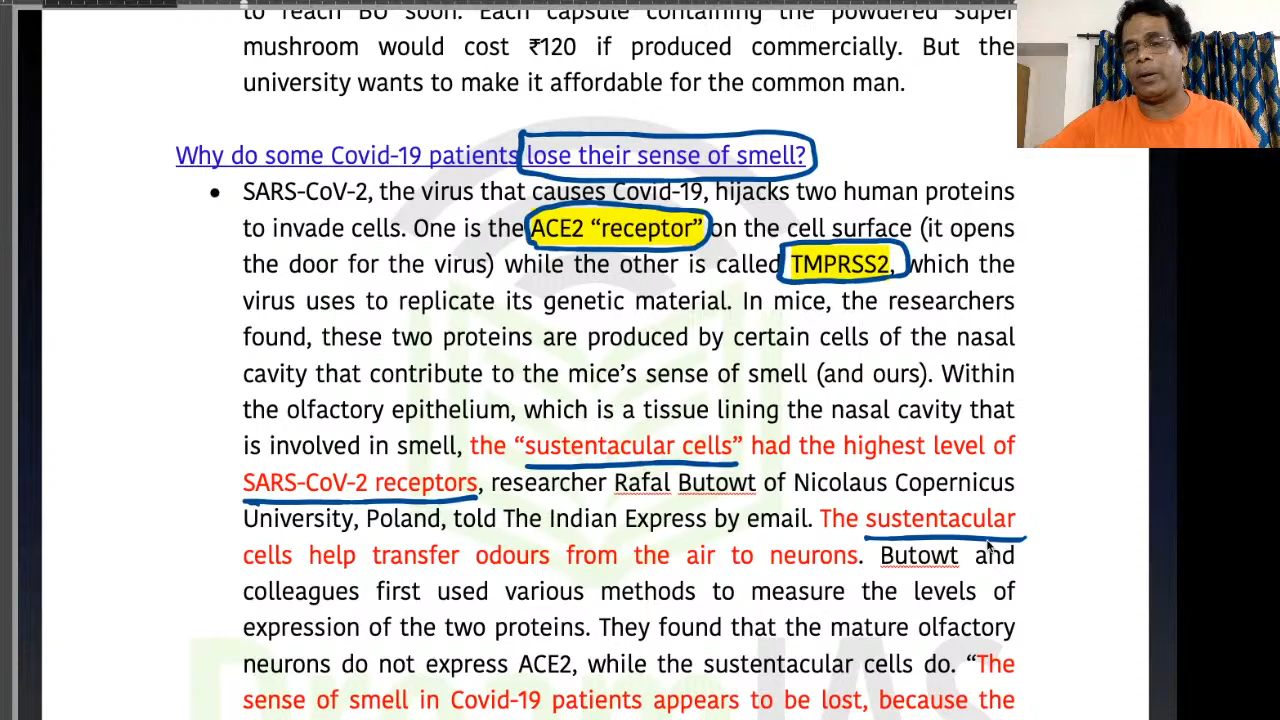 to reach BU soon. Each capsule containing the powdered super
mushroom would cost ₹120 if produced commercially. But the
university wants to make it affordable for the common man.
Why do some Covid-19 patients lose their sense of smell?
• SARS-CoV-2, the virus that causes Covid-19, hijacks two human proteins
to invade cells. One is the ACE2 “receptor” on the cell surface (it opens
the door for the virus) while the other is called TMPRSS2, which the
virus uses to replicate its genetic material. In mice, the researchers
found, these two proteins are produced by certain cells of the nasal
cavity that contribute to the mice’s sense of smell (and ours). Within
the olfactory epithelium, which is a tissue lining the nasal cavity that
is involved in smell, the “sustentacular cells” had the highest level of
SARS-CoV-2 receptors, researcher Rafal Butowt of Nicolaus Copernicus
University, Poland, told The Indian Express by email. The sustentacular
cells help transfer odours from the air to neurons. Butowt and
colleagues first used various methods to measure the levels of
expression of the two proteins. They found that the mature olfactory
neurons do not express ACE2, while the sustentacular cells do. “The
sense of smell in Covid-19 patients appears to be lost, because the